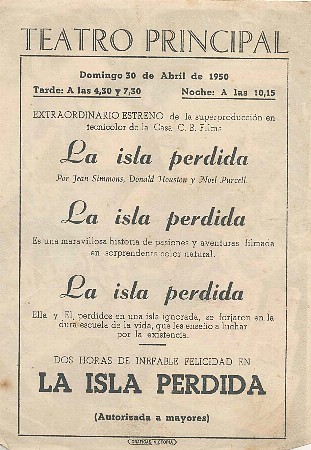 TEATRO PRINCIPAL
Domingo 30 de Abril de 1950
Tarde: A las 4,30 y 7,30 Noche: A las 10,15
EXTRAORDINARIO ESTRENO de la superproducción en
tecnicolor de la Casa C. B. Films
La isla perdida
Por Jean Simmons, Donald Houston y Noel Purcell.
La isla perdida
Es una maravillosa historia de pasiones y aventuras filmada
en sorprendente color natural.
La isla perdida
Ella y El, perdidos en una isla ignorada, se forjaron en la
dura escuela de la vida, que les enseñó a luchar
por la existencia.
DOS HORAS DE INEFABLE FELICIDAD EN
LA ISLA PERDIDA
(Autorizada a mayores)
GRAFICAS VICTORIA